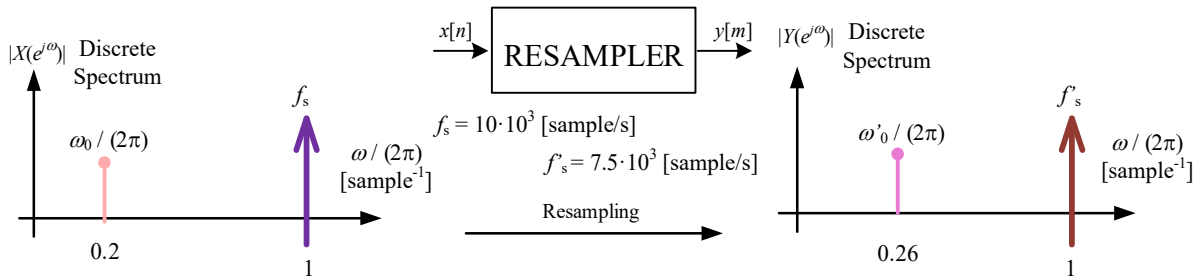 |X(e^{jω})| Discrete
Spectrum
f_s
ω_0 / (2π)
ω / (2π)
[sample^{-1}]
0.2
1
x[n]
RESAMPLER
y[m]
f_s = 10·10^3 [sample/s]
f'_s = 7.5·10^3 [sample/s]
Resampling
|Y(e^{jω})| Discrete
Spectrum
f'_s
ω'_0 / (2π)
ω / (2π)
[sample^{-1}]
0.26
1